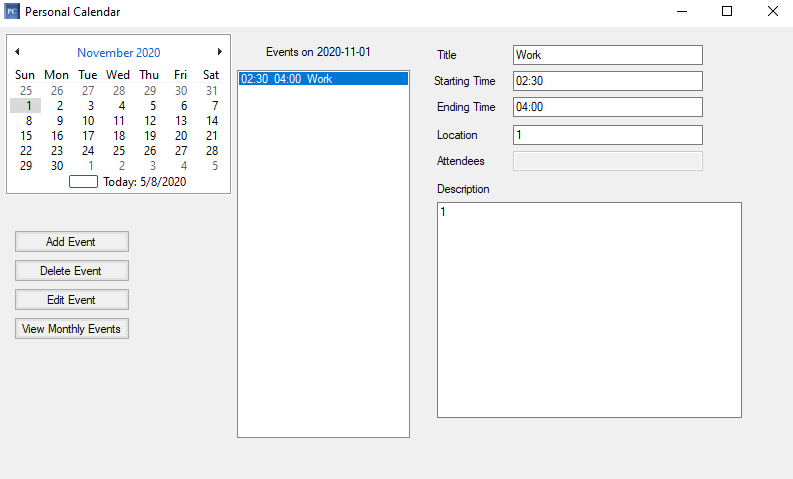 PC Personal Calendar
November 2020
Sun Mon Tue Wed Thu Fri Sat
25 26 27 28 29 30 31
1 2 3 4 5 6 7
8 9 10 11 12 13 14
15 16 17 18 19 20 21
22 23 24 25 26 27 28
29 30 1 2 3 4 5
Today: 5/8/2020
Add Event
Delete Event
Edit Event
View Monthly Events
Events on 2020-11-01
02:30 04:00 Work
Title Work
Starting Time 02:30
Ending Time 04:00
Location 1
Attendees
Description
1